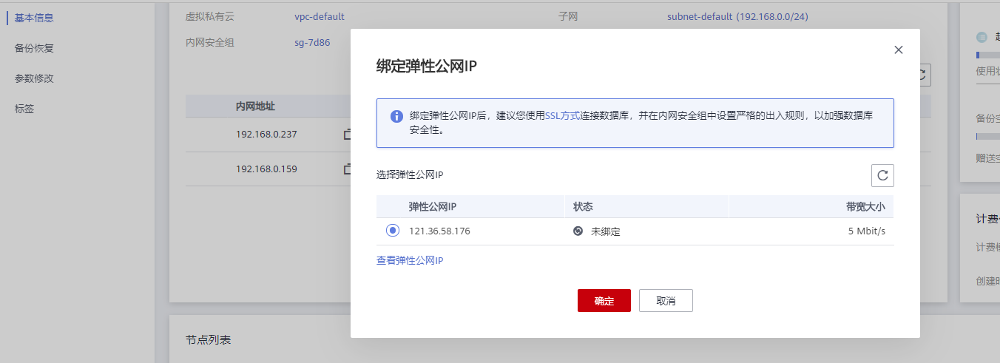 基本信息
备份恢复
参数修改
标签
虚拟私有云 vpc-default 子网 subnet-default (192.168.0.0/24)
内网安全组 sg-7d86
内网地址
192.168.0.237
192.168.0.159
节点列表
绑定弹性公网IP
绑定弹性公网IP后，建议您使用SSL方式连接数据库，并在内网安全组中设置严格的出入规则，以加强数据库
安全性。
选择弹性公网IP
弹性公网IP 状态 带宽大小
121.36.58.176 未绑定 5 Mbit/s
查看弹性公网IP
确定 取消
使用
备份
赠送
计费
计费
创建